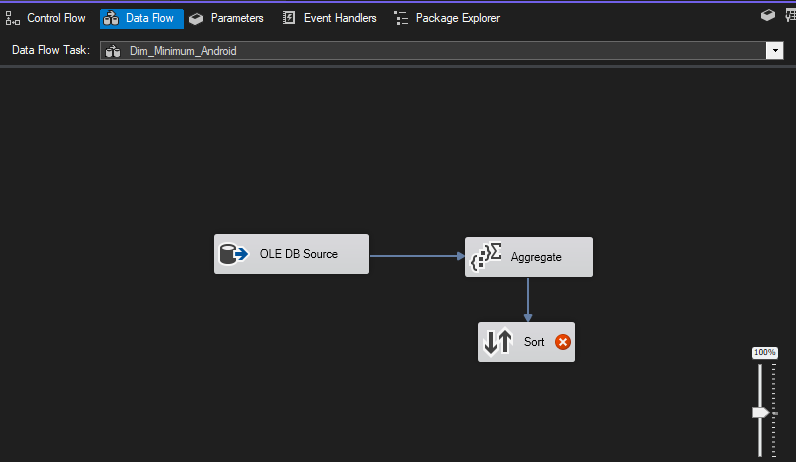 Control Flow Data Flow Parameters Event Handlers Package Explorer
Data Flow Task: Dim_Minimum_Android
OLE DB Source
Aggregate
Sort
100%